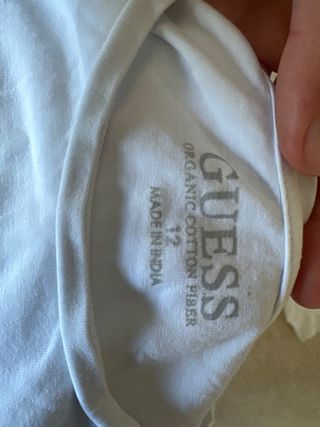 GUESS
ORGANIC COTTON FIBER
12
MADE IN INDIA